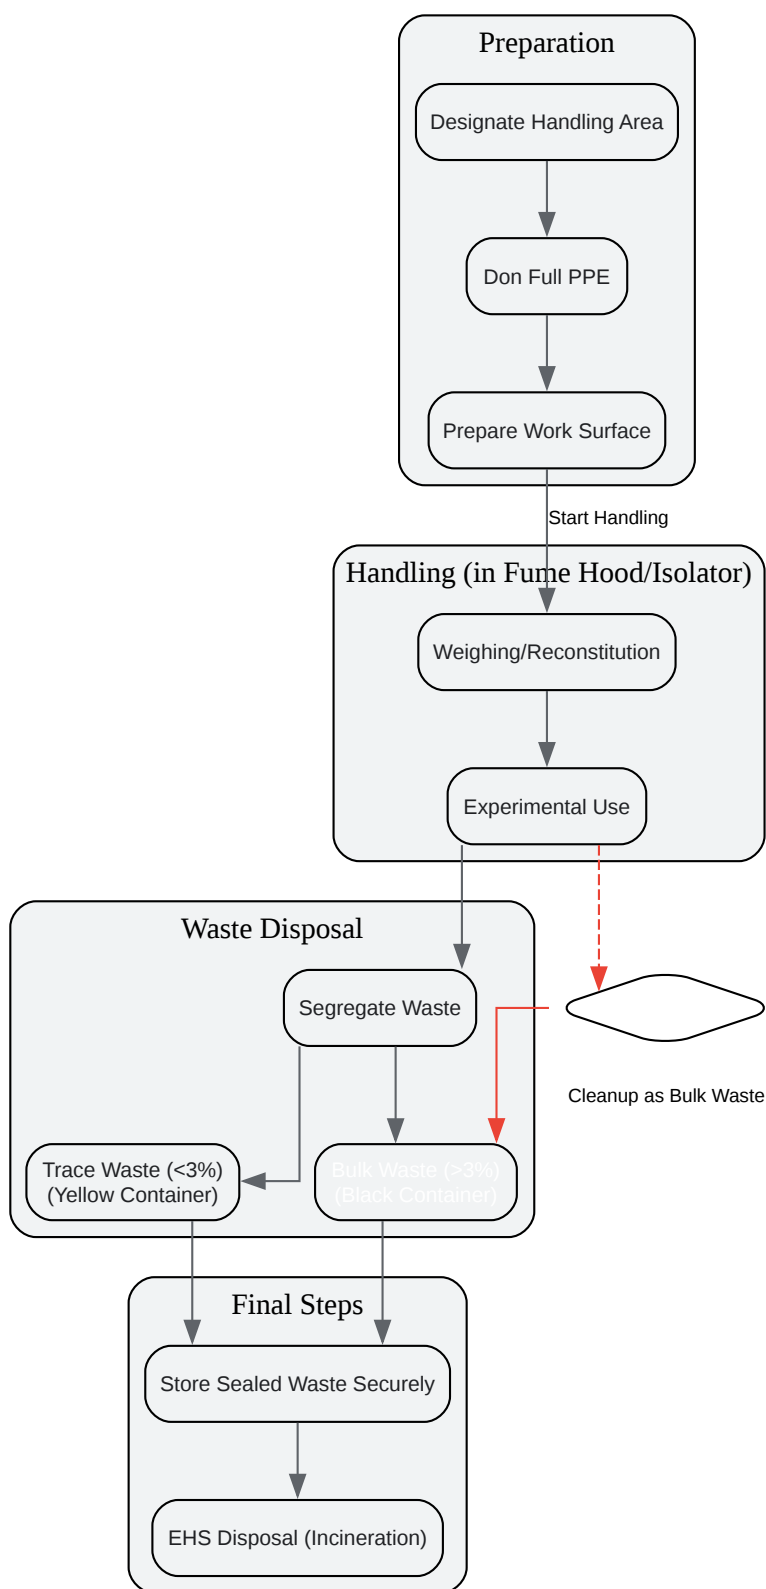 Preparation
Designate Handling Area
Don Full PPE
Prepare Work Surface
Start Handling
Handling (in Fume Hood/Isolator)
Weighing/Reconstitution
Experimental Use
Waste Disposal
Segregate Waste
Cleanup as Bulk Waste
Trace Waste (<3%)
(Yellow Container)
Bulk Waste (>3%)
(Black Container)
Final Steps
Store Sealed Waste Securely
EHS Disposal (Incineration)